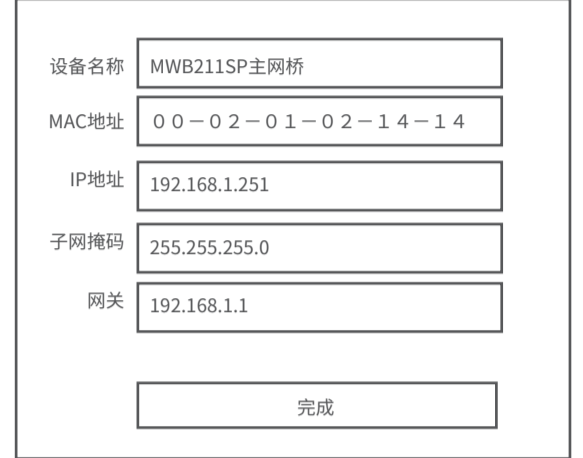 设备名称 MWB211SP主网桥
MAC地址 ００－０２－０１－０２－１４－１４
IP地址 192.168.1.251
子网掩码 255.255.255.0
网关 192.168.1.1
完成